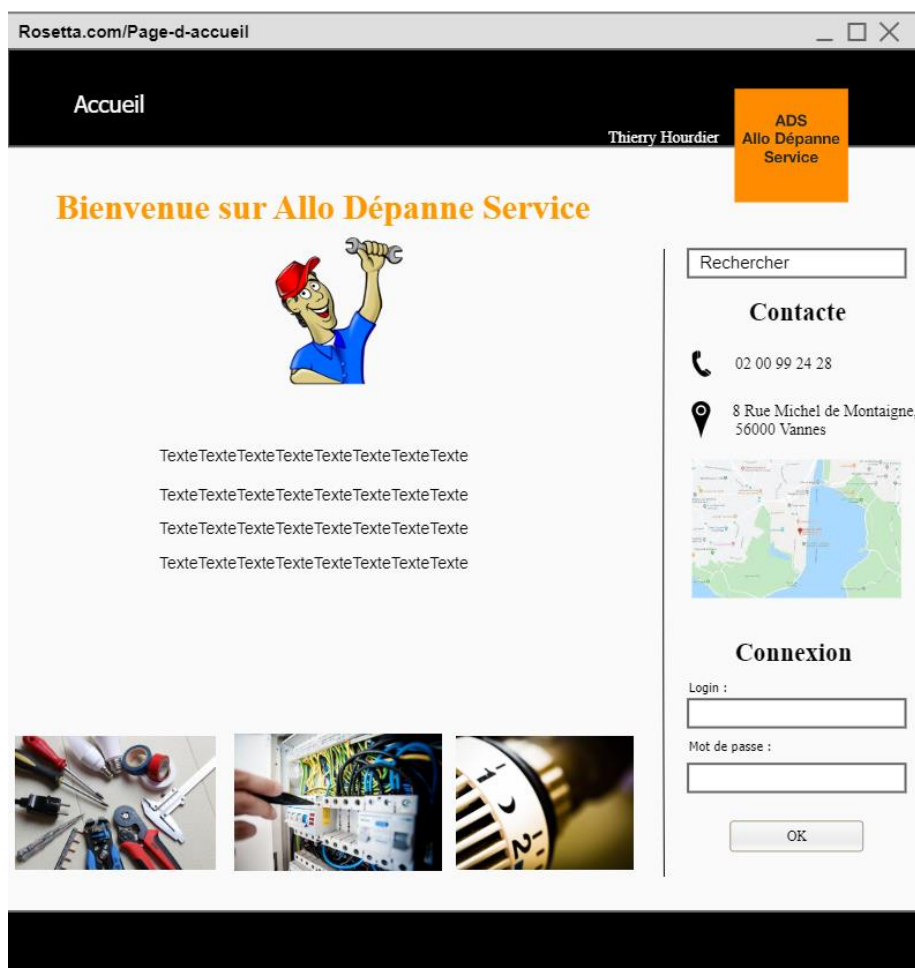 Rosetta.com/Page-d-accueil
Accueil
Thierry Hourdier
ADS
Allo Dépanne
Service
Bienvenue sur Allo Dépanne Service
TexteTexteTexteTexteTexteTexteTexteTexte
TexteTexteTexteTexteTexteTexteTexteTexte
TexteTexteTexteTexteTexteTexteTexteTexte
TexteTexteTexteTexteTexteTexteTexteTexte
Rechercher
Contacte
02 00 99 24 28
8 Rue Michel de Montaigne,
56000 Vannes
Connexion
Login :
Mot de passe :
OK
1
2